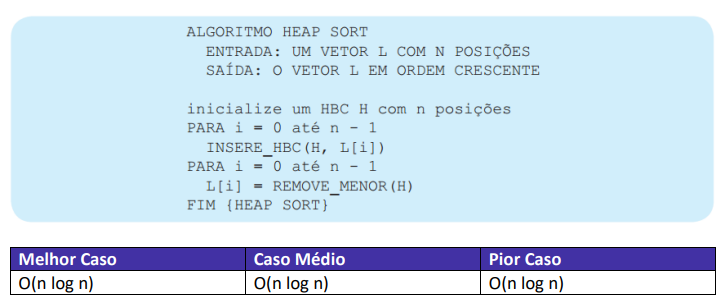 ALGORITMO HEAP SORT
ENTRADA: UM VETOR L COM N POSIÇÕES
SAÍDA: O VETOR L EM ORDEM CRESCENTE
inicialize um HBC H com n posições
PARA i = 0 até n - 1
INSERE_HBC(H, L[i])
PARA i = 0 até n - 1
L[i] = REMOVE_MENOR(H)
FIM {HEAP SORT}
Melhor Caso Caso Médio Pior Caso
O(n log n) O(n log n) O(n log n)